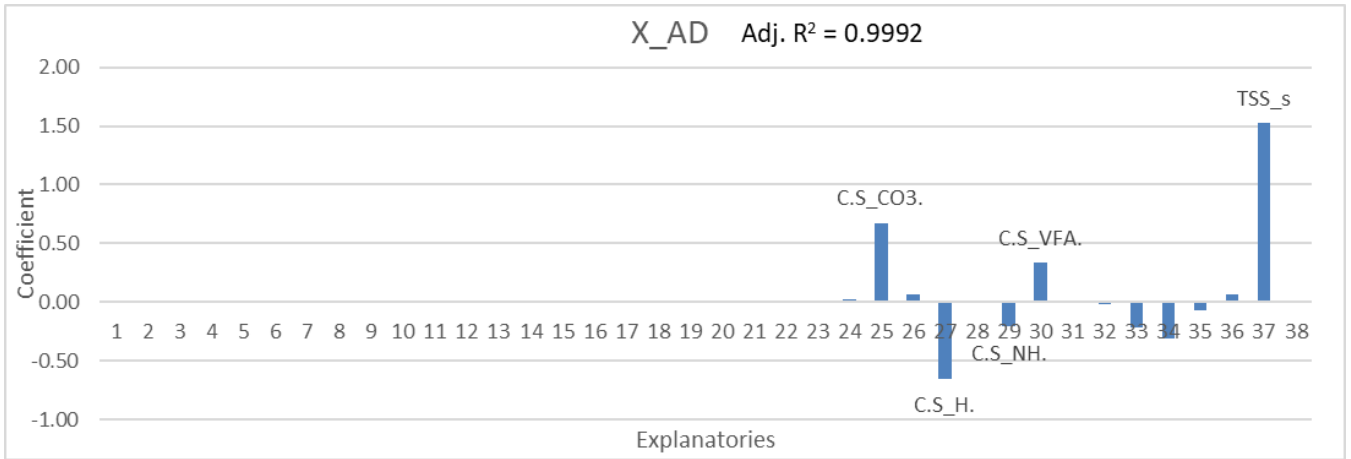 X_AD Adj. R² = 0.9992
2.00
TSS_s
1.50
1.00
C.S_CO3.
C.S_VFA.
0.50
Coefficient
0.00
1 2 3 4 5 6 7 8 9 10 11 12 13 14 15 16 17 18 19 20 21 22 23 24 25 26 27 28 29 30 31 32 33 34 35 36 37 38
-0.50
C.S_NH.
C.S_H.
-1.00
Explanatories